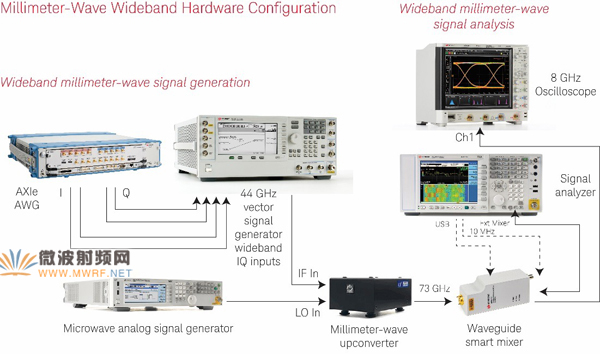 Millimeter-Wave Wideband Hardware Configuration
Wideband millimeter-wave
signal analysis
Wideband millimeter-wave signal generation
8 GHz
Oscilloscope
Ch1
AXIe
AWG
I
Q
44 GHz
vector
signal
generator
wideband
IQ inputs
Signal
analyzer
USB
Ext Mixer
10 MHz
微波射频网
WWW.MWRF.NET
IF In
LO In
73 GHz
Microwave analog signal generator
Millimeter-wave
upconverter
Waveguide
smart mixer